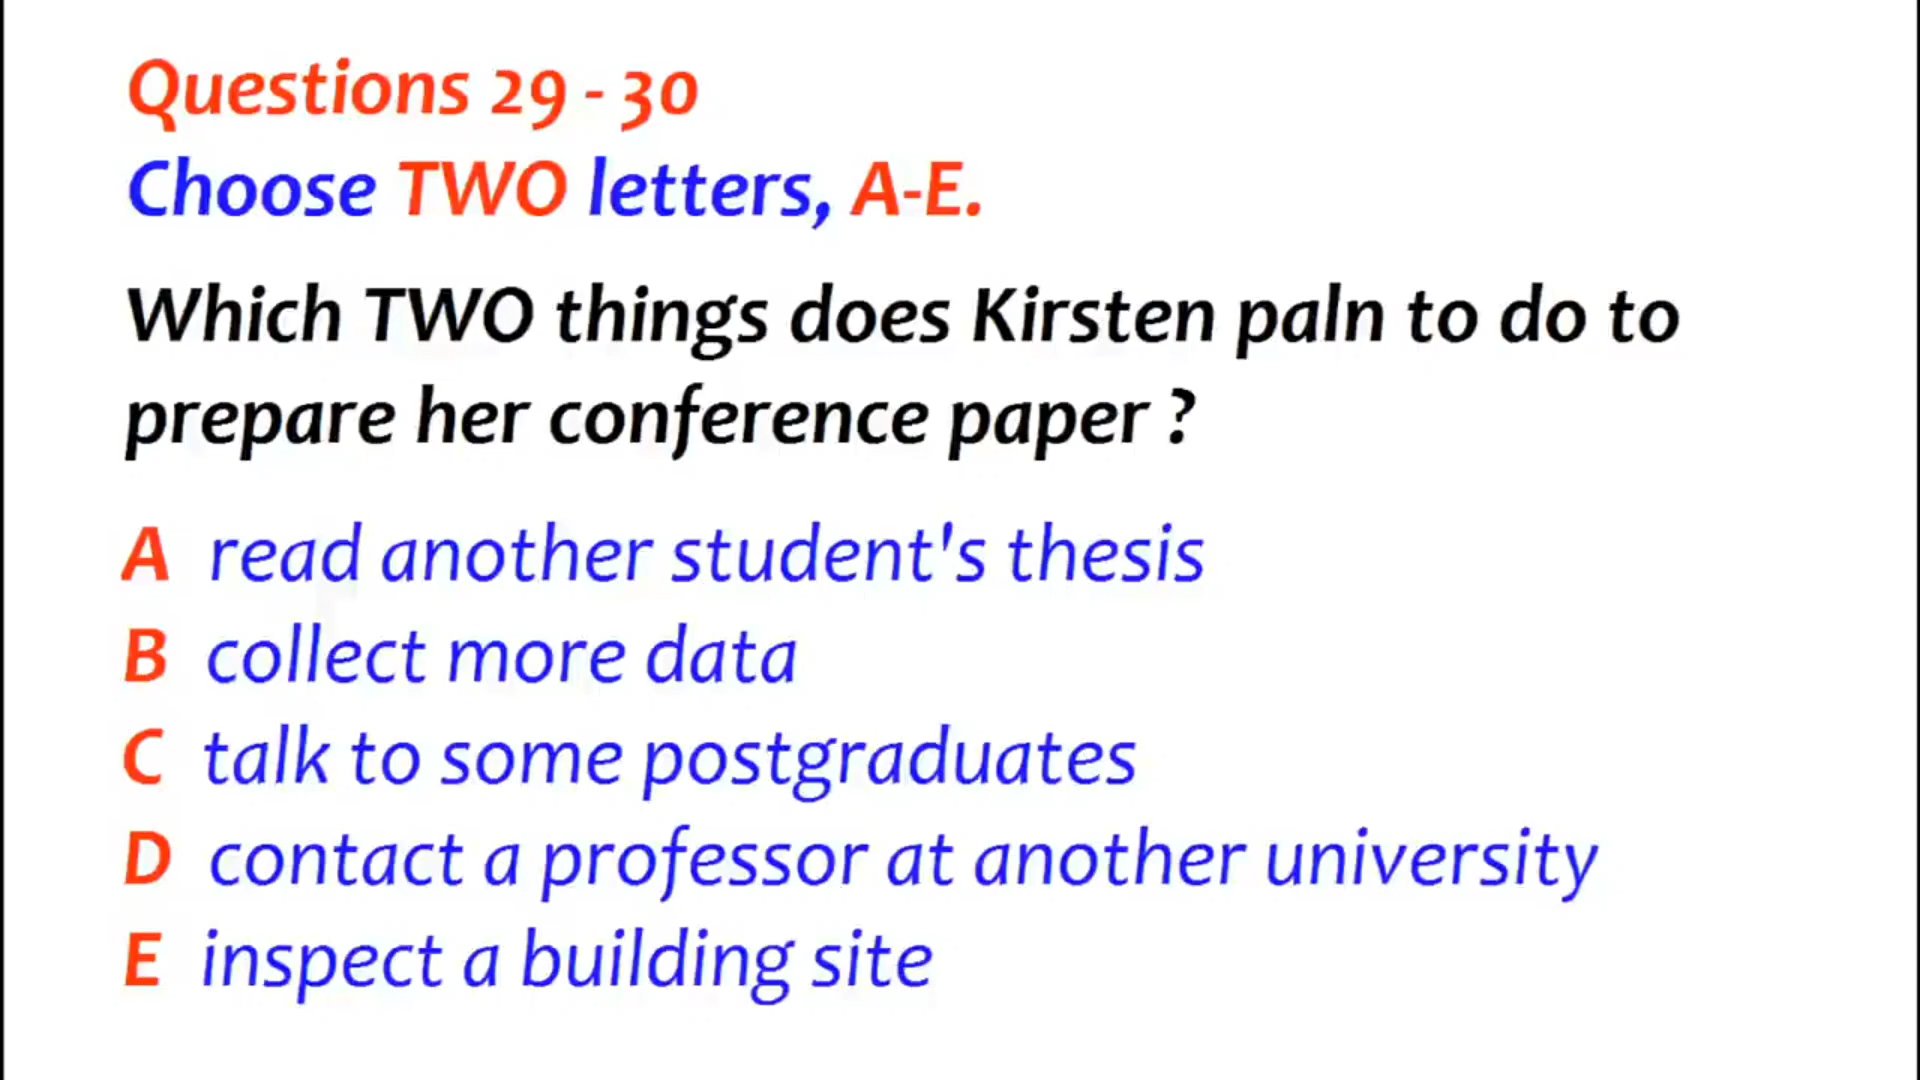 Questions 29 - 30
Choose TWO letters, A-E.
Which TWO things does Kirsten paln to do to
prepare her conference paper ?
A read another student's thesis
B collect more data
C talk to some postgraduates
D contact a professor at another university
E inspect a building site